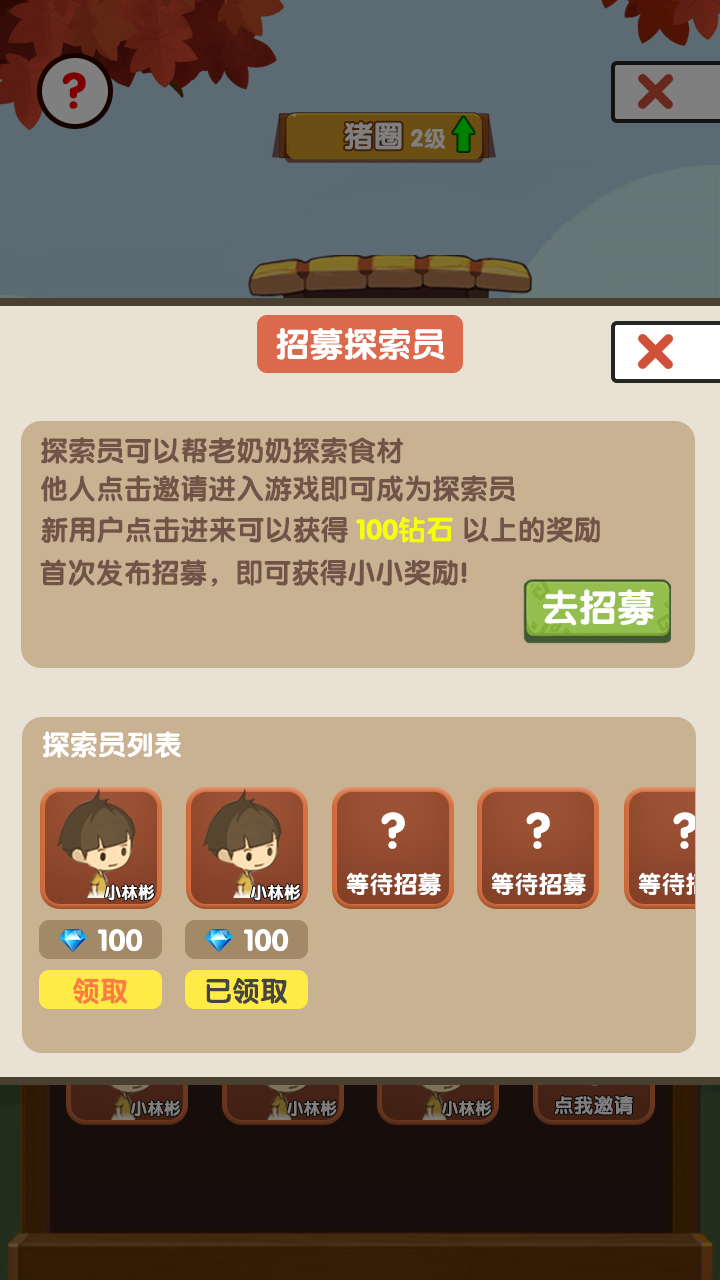 ?
猪圈 2级
招募探索员
探索员可以帮老奶奶探索食材
他人点击邀请进入游戏即可成为探索员
新用户点击进来可以获得 100钻石 以上的奖励
首次发布招募，即可获得小小奖励!
去招募
探索员列表
? ? ?
小林彬 小林彬 等待招募 等待招募 等待
100 100
领取 已领取
小林彬 小林彬 小林彬 点我邀请